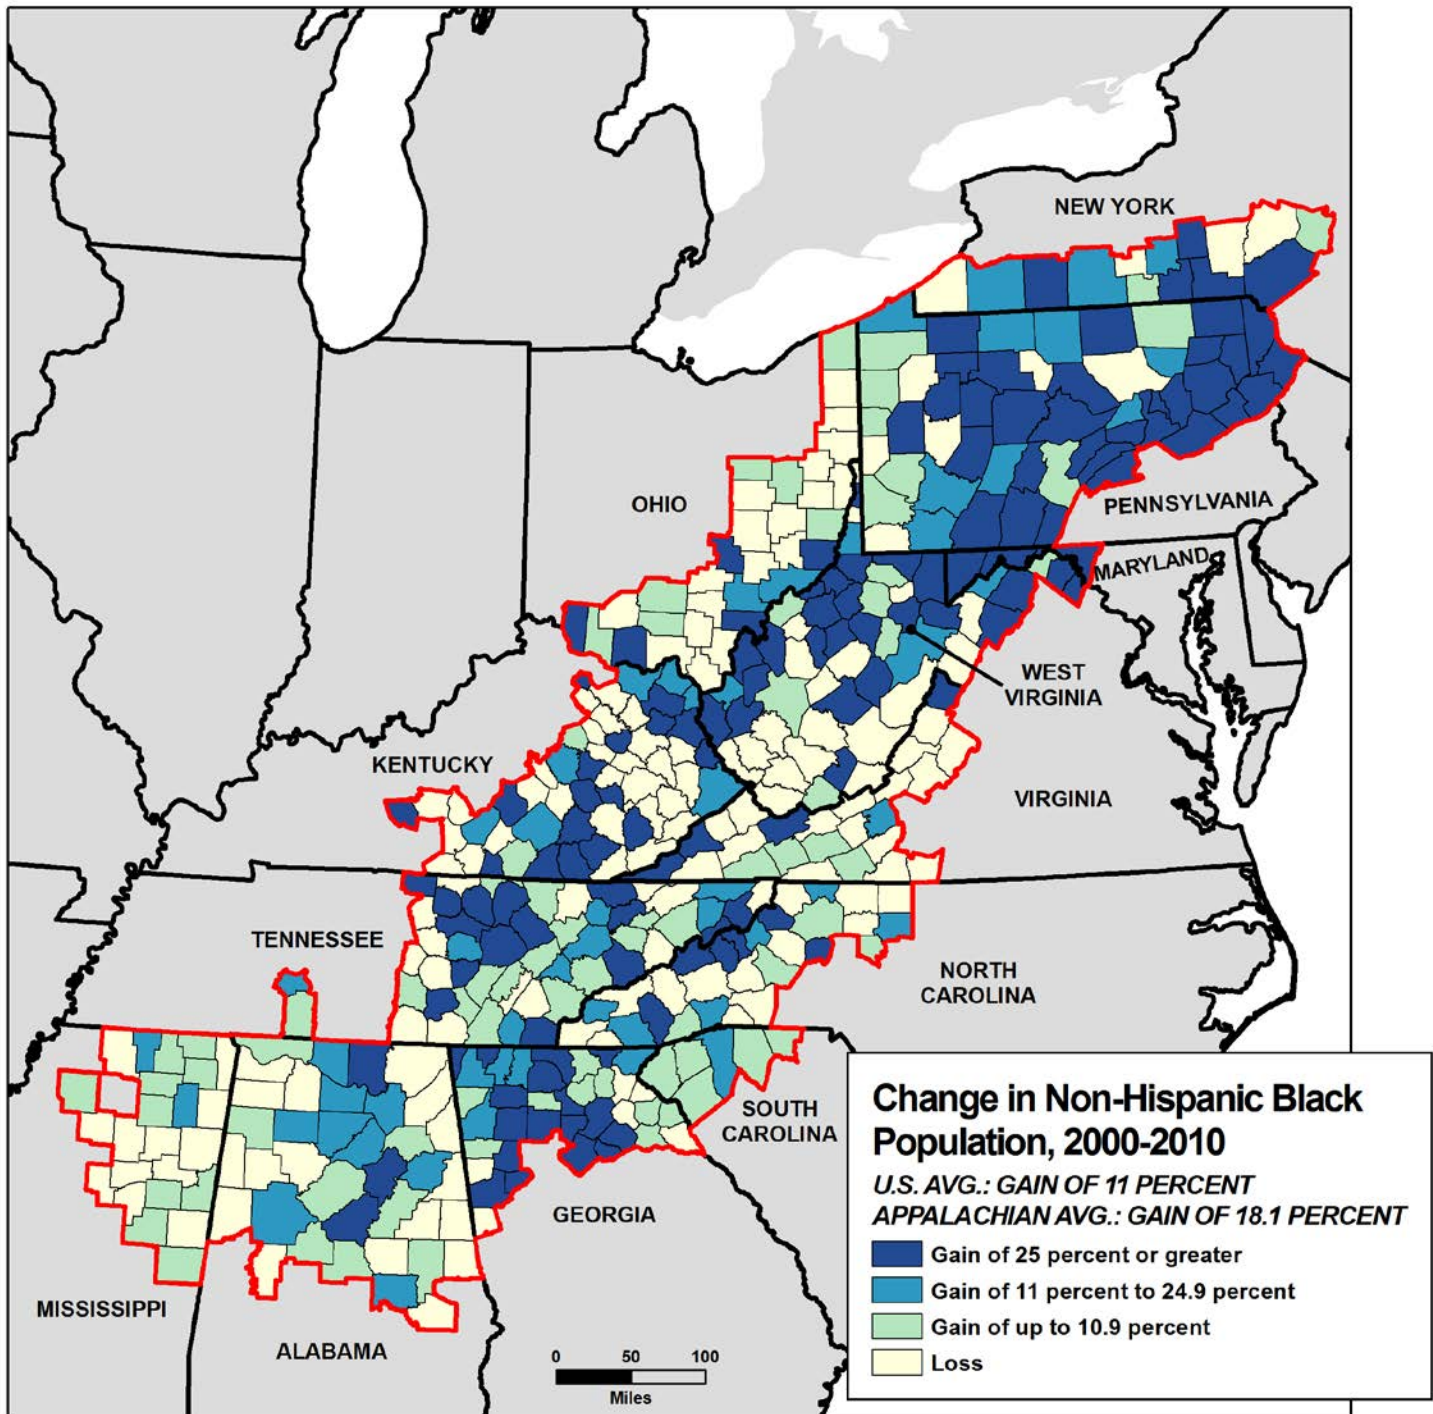 NEW YORK
OHIO
PENNSYLVANIA
MARYLAND
WEST
VIRGINIA
KENTUCKY
VIRGINIA
TENNESSEE
NORTH
CAROLINA
SOUTH
CAROLINA
GEORGIA
MISSISSIPPI
ALABAMA
0 50 100
Miles
Change in Non-Hispanic Black
Population, 2000-2010
U.S. AVG.: GAIN OF 11 PERCENT
APPALACHIAN AVG.: GAIN OF 18.1 PERCENT
Gain of 25 percent or greater
Gain of 11 percent to 24.9 percent
Gain of up to 10.9 percent
Loss